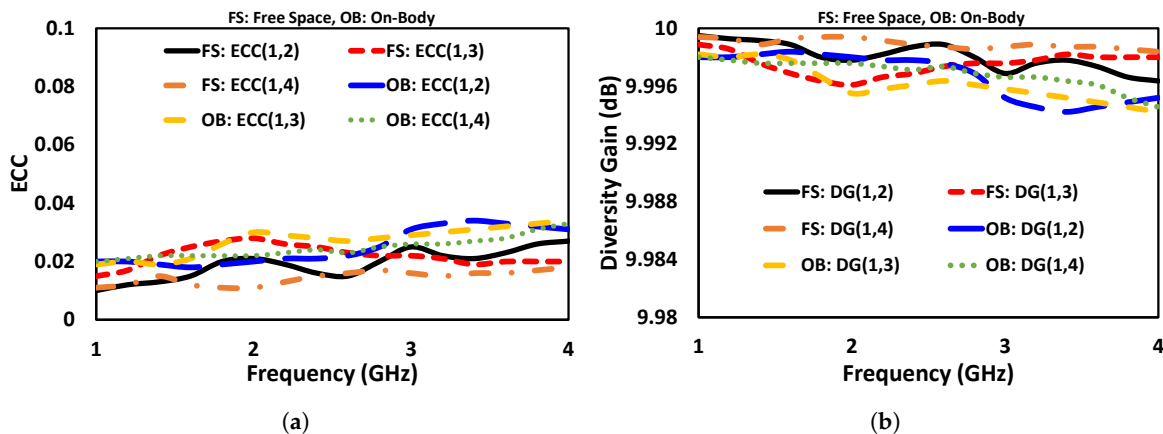 FS: Free Space, OB: On-Body
0.1
0.08
0.06
0.04
0.02
0
ECC
FS: ECC(1,2)
FS: ECC(1,3)
FS: ECC(1,4)
OB: ECC(1,2)
OB: ECC(1,3)
OB: ECC(1,4)
1 2 3 4
Frequency (GHz)
(a)
FS: Free Space, OB: On-Body
10
9.996
9.992
9.988
9.984
9.98
Diversity Gain (dB)
FS: DG(1,2)
FS: DG(1,3)
FS: DG(1,4)
OB: DG(1,2)
OB: DG(1,3)
OB: DG(1,4)
1 2 3 4
Frequency (GHz)
(b)